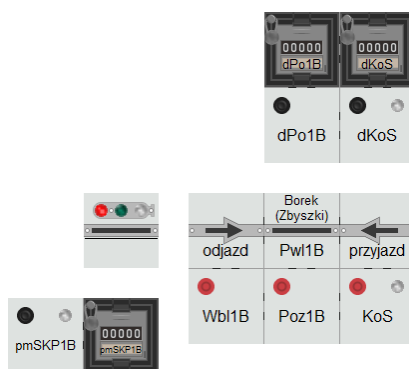 00000 00000
dPo1B dKoS
dPo1B dKoS
Borek
(Zbyszki)
odjazd Pwl1B przyjazd
Wbl1B Poz1B KoS
00000
pmSKP1B pmSKP1B